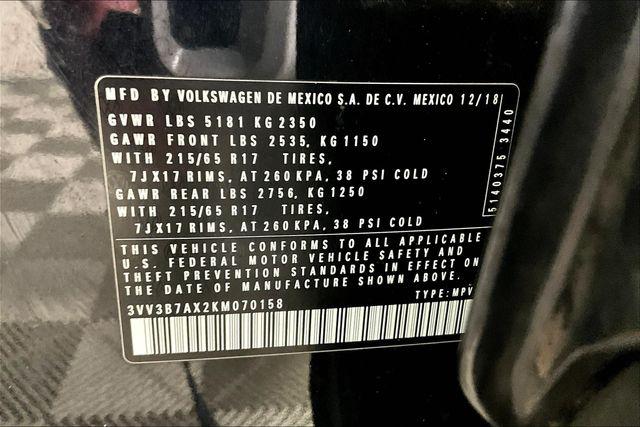 MFD BY VOLKSWAGEN DE MEXICO S.A. DE C.V. MEXICO 12/18
GVWR LBS 5181 KG 2350
GAWR FRONT LBS 2535, KG 1150
WITH 215/65 R17 TIRES,
7JX17 RIMS, AT 260 KPA, 38 PSI COLD
GAWR REAR LBS 2756, KG 1250
WITH 215/65 R17 TIRES,
7JX17 RIMS, AT 260 KPA, 38 PSI COLD
5140375 3440
THIS VEHICLE CONFORMS TO ALL APPLICABLE
U.S. FEDERAL MOTOR VEHICLE SAFETY AND
THEFT PREVENTION STANDARDS IN EFFECT ON
THE DATE OF MANUFACTURE SHOWN ABOVE.
3VV3B7AX2KM070158 TYPE: MPV